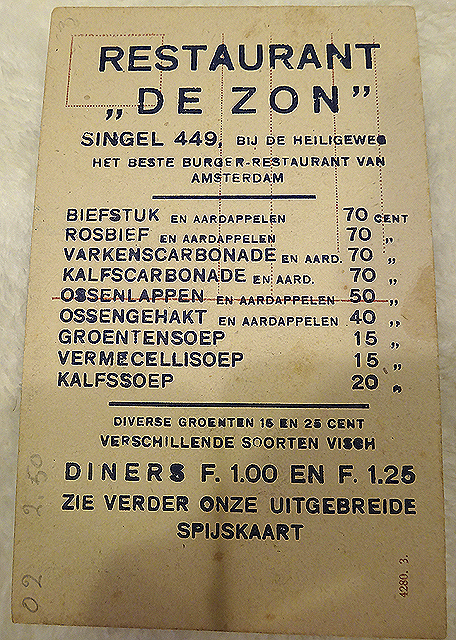 RESTAURANT
„DE ZON”
SINGEL 449, BIJ DE HEILIGEWEG
HET BESTE BURGER-RESTAURANT VAN
AMSTERDAM
BIEFSTUK EN AARDAPPELEN 70 CENT
ROSBIEF EN AARDAPPELEN 70 „
VARKENSCARBONADE EN AARD. 70 „
KALFSCARBONADE EN AARD. 70 „
OSSENLAPPEN EN AARDAPPELEN 50 „
OSSENGEHAKT EN AARDAPPELEN 40 „
GROENTENSOEP 15 „
VERMECELLISOEP 15 „
KALFSSOEP 20 „
DIVERSE GROENTEN 15 EN 25 CENT
VERSCHILLENDE SOORTEN VISCH
DINERS F. 1.00 EN F. 1.25
ZIE VERDER ONZE UITGEBREIDE
SPIJSKAART
4280. 3.
02 2.50